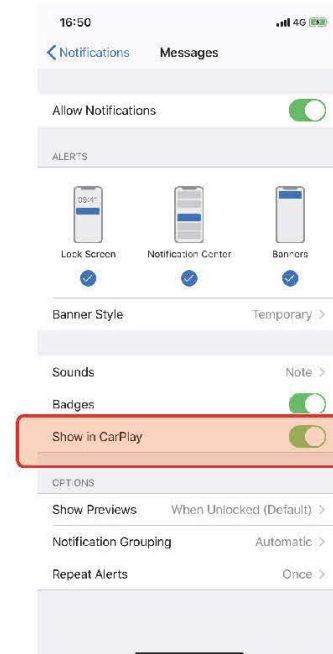 16:50 4G
Notifications Messages
Allow Notifications
ALERTS
09:41
Lock Screen Notification Center Banners
Banner Style Temporary
Sounds Note
Badges
Show in CarPlay
OPTIONS
Show Previews When Unlocked (Default)
Notification Grouping Automatic
Repeat Alerts Once